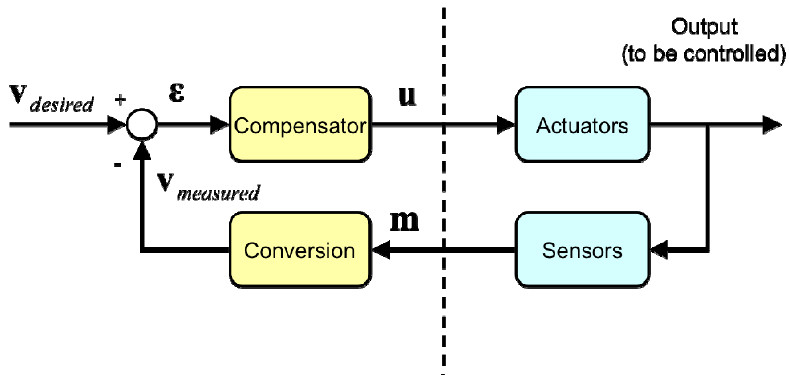 Output
(to be controlled)
v desired
+
ε
Compensator
u
Actuators
-
v measured
Conversion
m
Sensors